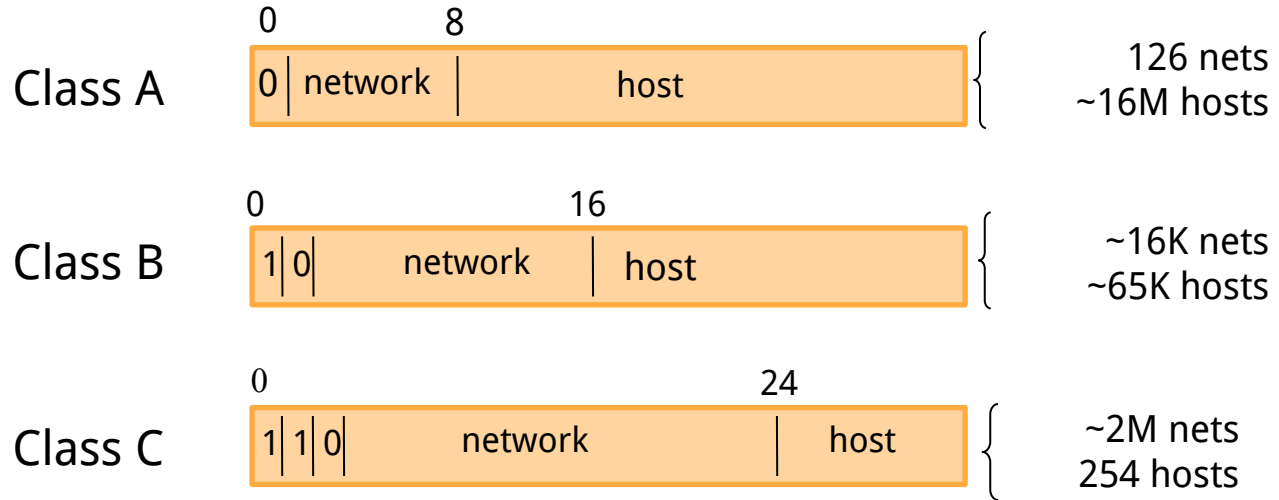 0 8
Class A 0 network host 126 nets
~16M hosts
0 16
Class B 1 0 network host ~16K nets
~65K hosts
0 24
Class C 1 1 0 network host ~2M nets
254 hosts